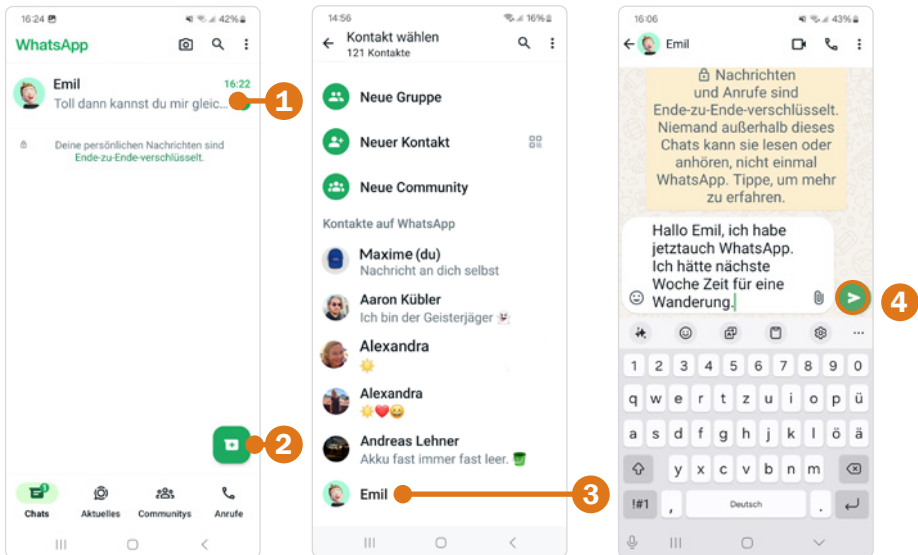 16:24
42%
WhatsApp
Emil
16:22
Toll dann kannst du mir gleic...
1
Deine persönlichen Nachrichten sind
Ende-zu-Ende-verschlüsselt.
2
Chats
Aktuelles
Communitys
Anrufe
14:56
16%
Kontakt wählen
121 Kontakte
Neue Gruppe
Neuer Kontakt
Neue Community
Kontakte auf WhatsApp
Maxime (du)
Nachricht an dich selbst
Aaron Kübler
Ich bin der Geisterjäger 👻
Alexandra
☀️
Alexandra
☀️❤️😀
Andreas Lehner
Akku fast immer fast leer. 🪣
Emil
3
16:06
43%
Emil
Nachrichten
und Anrufe sind
Ende-zu-Ende-verschlüsselt.
Niemand außerhalb dieses
Chats kann sie lesen oder
anhören, nicht einmal
WhatsApp. Tippe, um mehr
zu erfahren.
Hallo Emil, ich habe
jetztauch WhatsApp.
Ich hätte nächste
Woche Zeit für eine
Wanderung.
4
1 2 3 4 5 6 7 8 9 0
q w e r t z u i o p ü
a s d f g h j k l ö ä
y x c v b n m
!#1 , Deutsch .